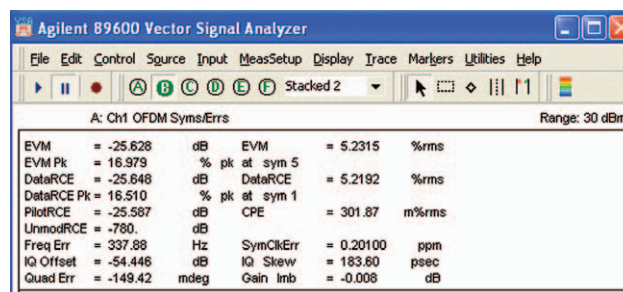 Agilent 89600 Vector Signal Analyzer
File Edit Control Source Input MeasSetup Display Trace Markers Utilities Help
A B C D E F Stacked 2
A: Ch1 OFDM Syms/Errs Range: 30 dBm
EVM = -25.628 dB EVM = 5.2315 %rms
EVM Pk = 16.979 % pk at sym 5
DataRCE = -25.648 dB DataRCE = 5.2192 %rms
DataRCE Pk = 16.510 % pk at sym 1
PilotRCE = -25.587 dB CPE = 301.87 m%rms
UnmodRCE = -780. dB
Freq Err = 337.88 Hz SymClkErr = 0.20100 ppm
IQ Offset = -54.446 dB IQ Skew = 183.60 psec
Quad Err = -149.42 mdeg Gain Imb = -0.008 dB